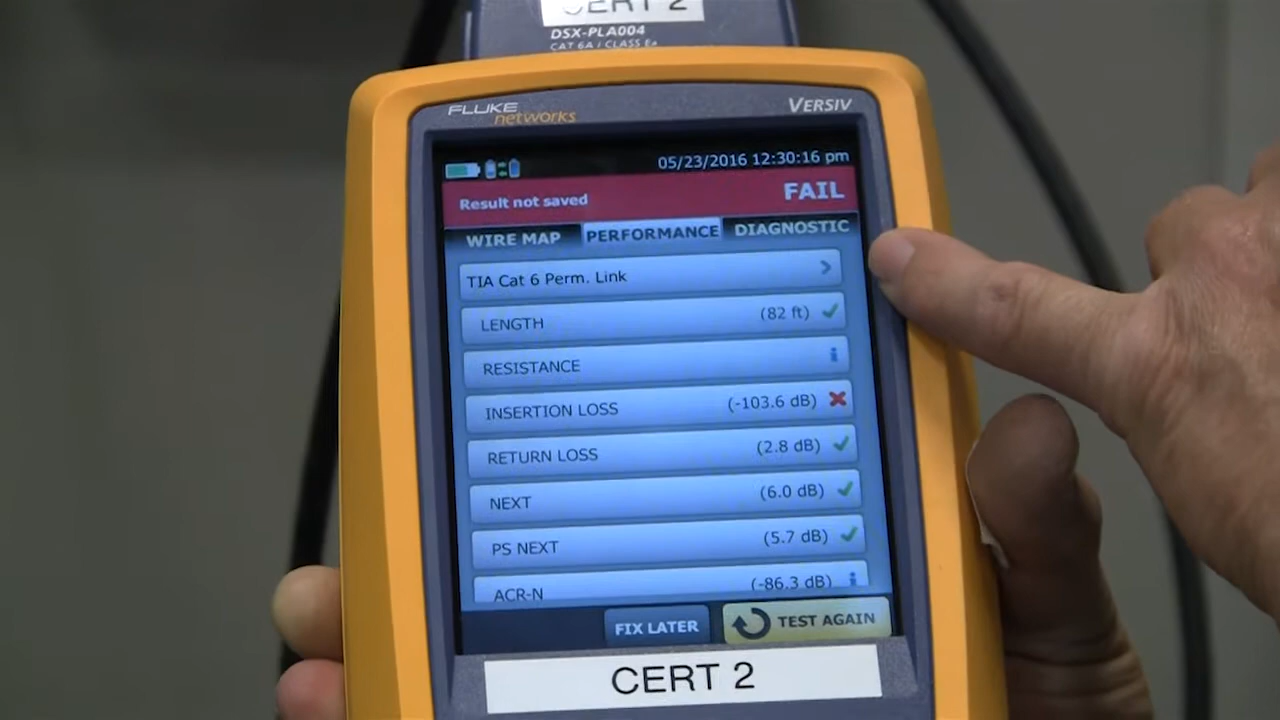 CERT 2
DSX-PLA004
CAT 6A / CLASS EA
FLUKE networks
VERSIV
05/23/2016 12:30:16 pm
Result not saved FAIL
WIRE MAP PERFORMANCE DIAGNOSTIC
TIA Cat 6 Perm. Link
LENGTH (82 ft)
RESISTANCE
INSERTION LOSS (-103.6 dB)
RETURN LOSS (2.8 dB)
NEXT (6.0 dB)
PS NEXT (5.7 dB)
ACR-N (-86.3 dB)
FIX LATER TEST AGAIN
CERT 2